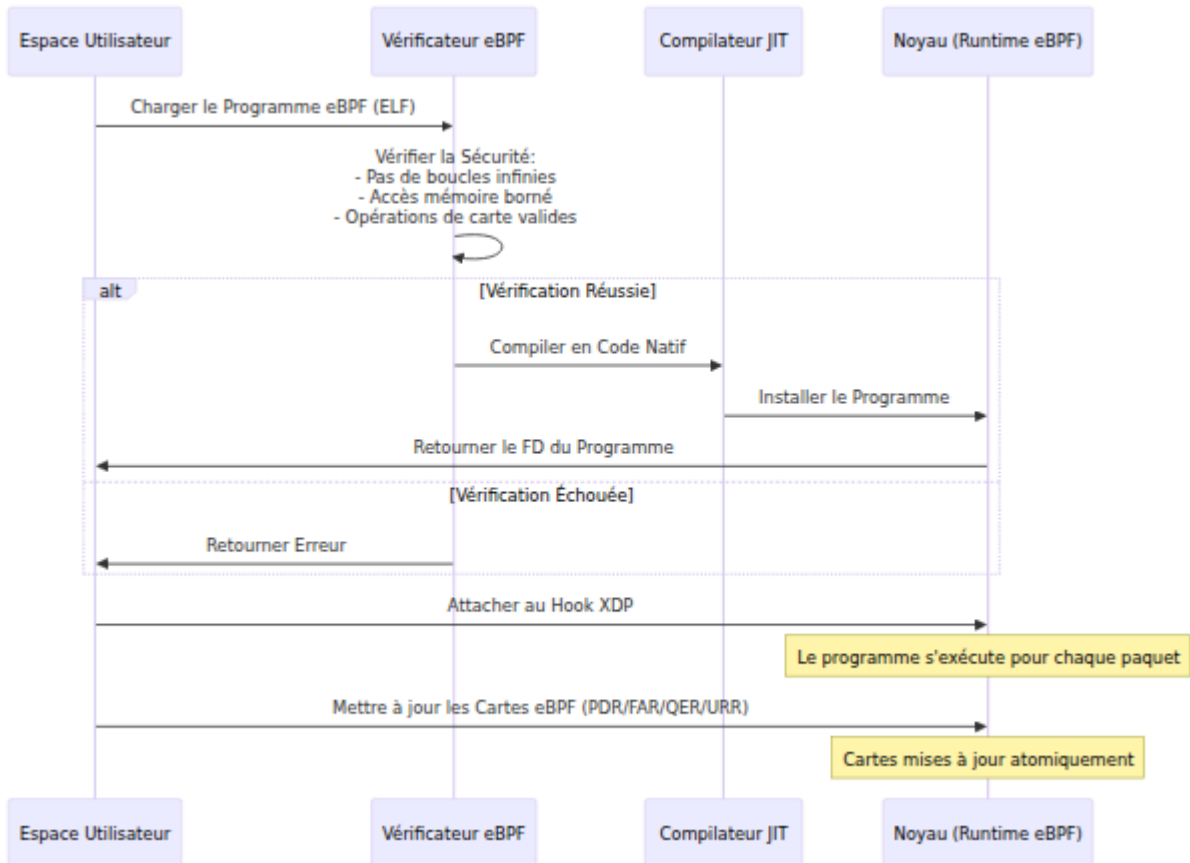 Espace Utilisateur
Vérificateur eBPF
Compilateur JIT
Noyau (Runtime eBPF)
Charger le Programme eBPF (ELF)
Vérifier la Sécurité:
- Pas de boucles infinies
- Accès mémoire borné
- Opérations de carte valides
alt
[Vérification Réussie]
Compiler en Code Natif
Installer le Programme
Retourner le FD du Programme
[Vérification Échouée]
Retourner Erreur
Attacher au Hook XDP
Le programme s'exécute pour chaque paquet
Mettre à jour les Cartes eBPF (PDR/FAR/QER/URR)
Cartes mises à jour atomiquement
Espace Utilisateur
Vérificateur eBPF
Compilateur JIT
Noyau (Runtime eBPF)